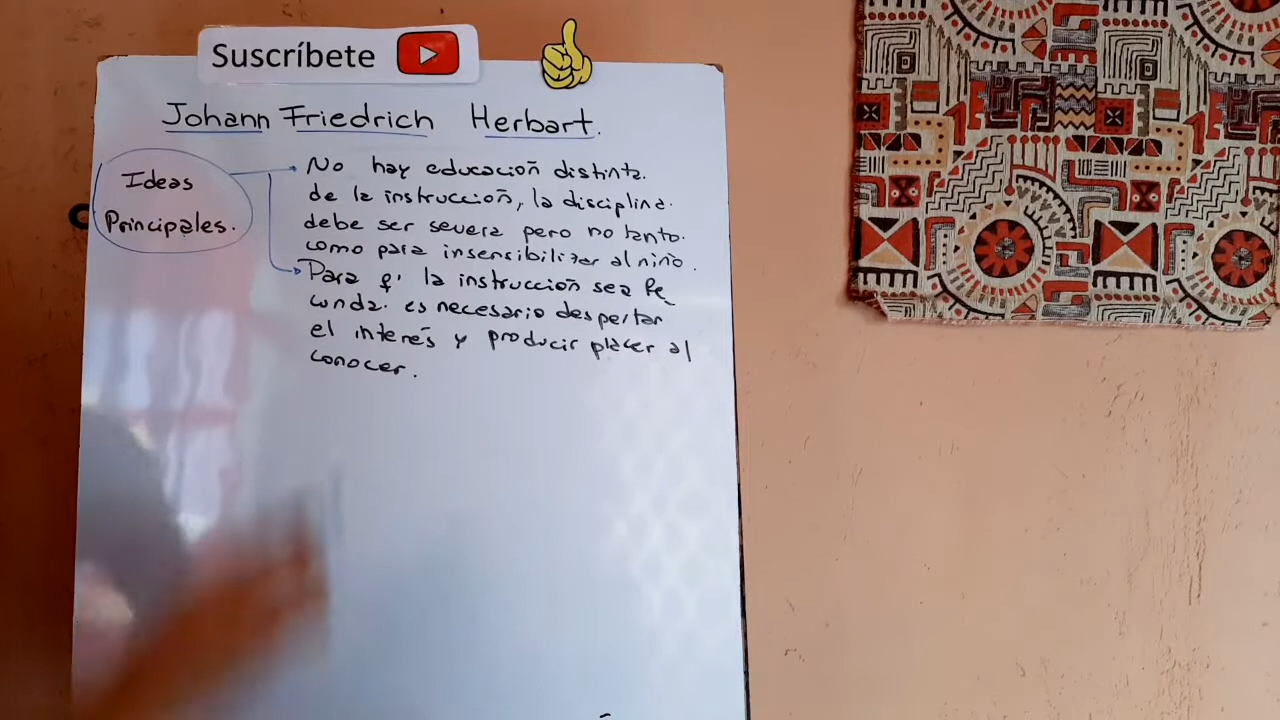 Suscríbete
Johann Friedrich Herbart.
Ideas
Principales.
No hay educación distinta.
de la instrucción, la disciplina.
debe ser severa pero no tanto.
como para insensibilizar al niño.
Para q' la instrucción sea fe
cunda. es necesario despertar
el interés y producir placer al
conocer.